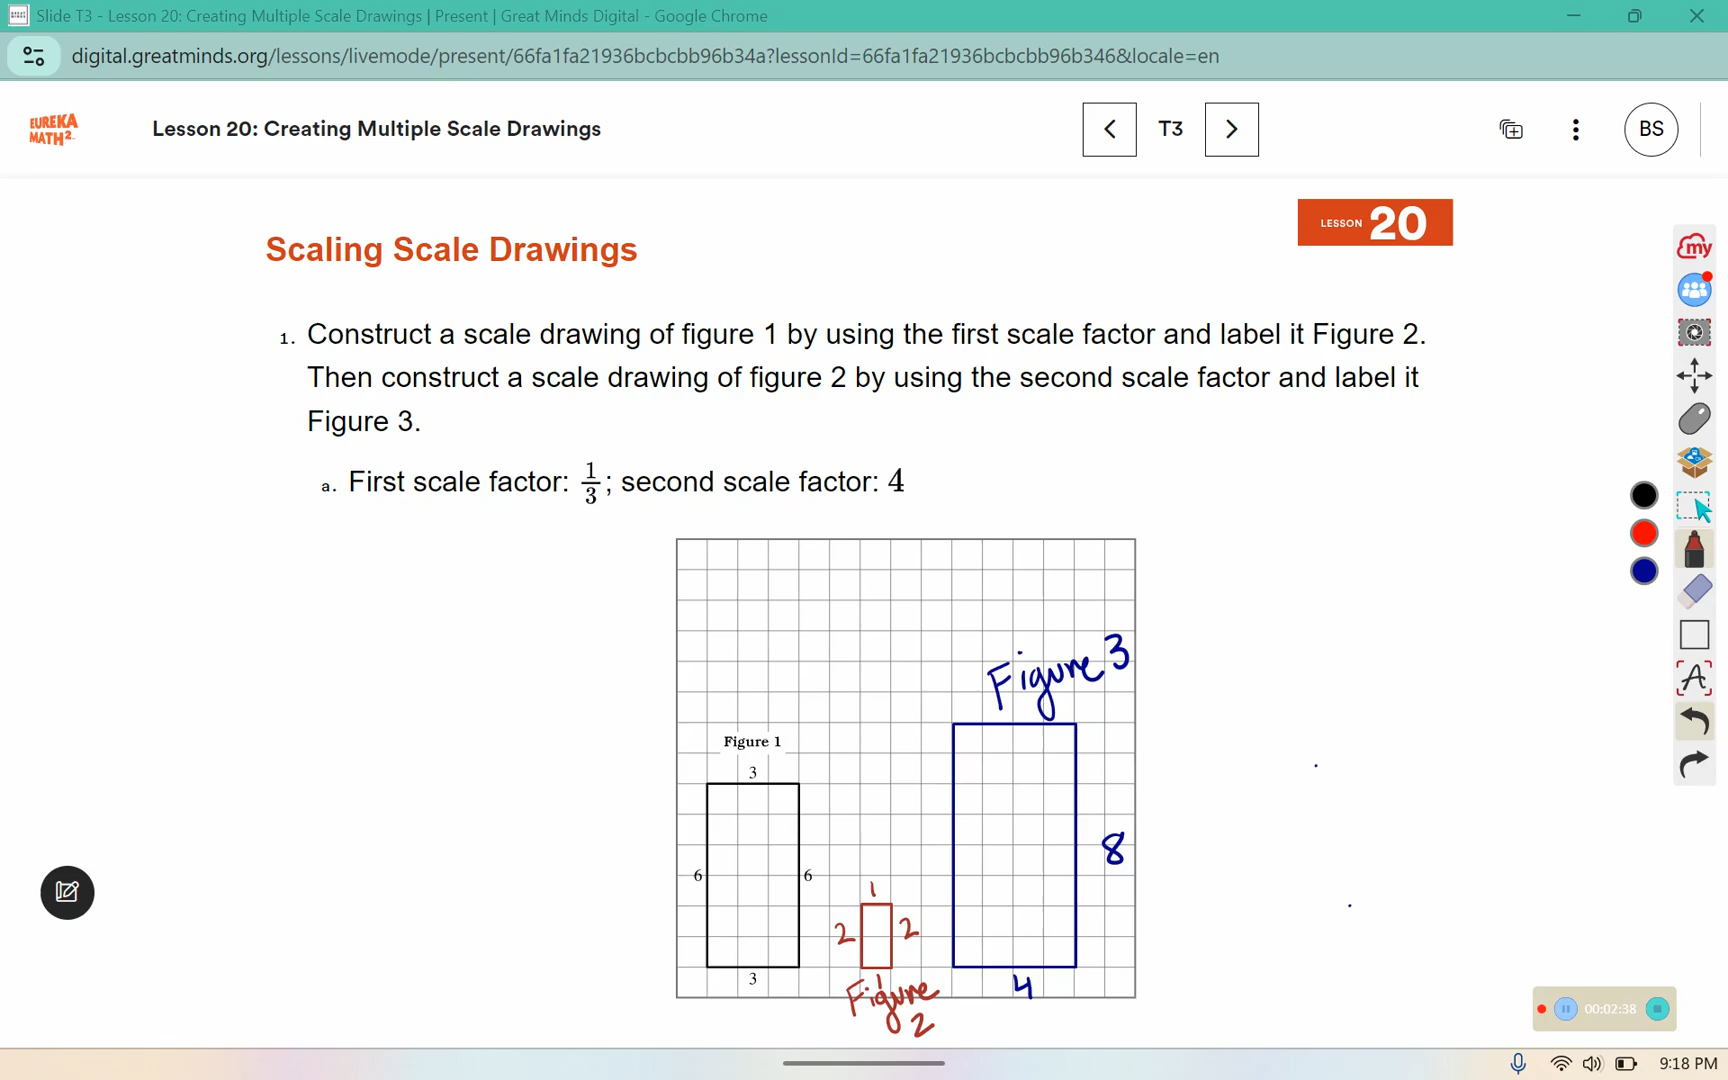 Slide T3 - Lesson 20: Creating Multiple Scale Drawings | Present | Great Minds Digital - Google Chrome
digital.greatminds.org/lessons/livemode/present/66fa1fa21936bcbcbb96b34a?lessonId=66fa1fa21936bcbcbb96b346&locale=en
EUREKA
MATH²
Lesson 20: Creating Multiple Scale Drawings
T3
BS
LESSON 20
Scaling Scale Drawings
1. Construct a scale drawing of figure 1 by using the first scale factor and label it Figure 2.
Then construct a scale drawing of figure 2 by using the second scale factor and label it
Figure 3.
a. First scale factor: 1/3; second scale factor: 4
Figure 3
Figure 1
3
8
6 6
1
2 2
3
1
4
Figure
2
my
A
00:02:38
9:18 PM